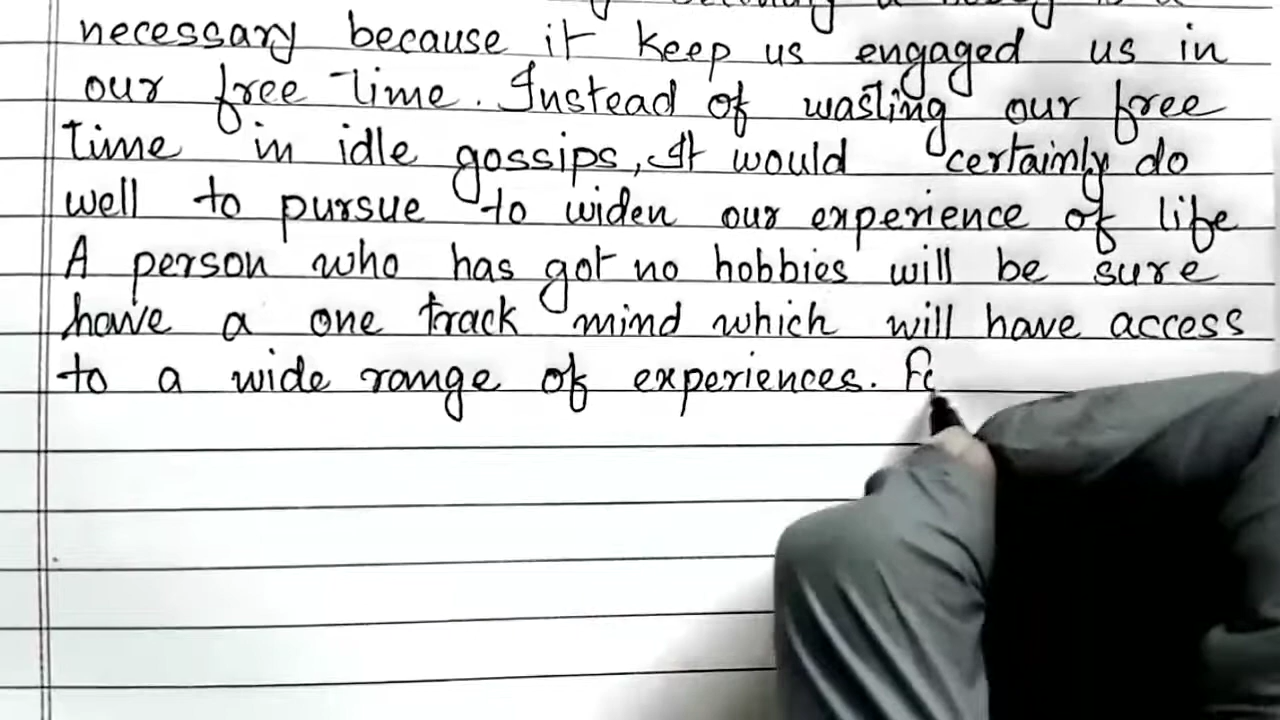 necessary because it keep us engaged us in
our free time. Instead of wasting our free
time in idle gossips, It would certainly do
well to pursue to widen our experience of life
A person who has got no hobbies will be sure
have a one track mind which will have access
to a wide range of experiences. Fo